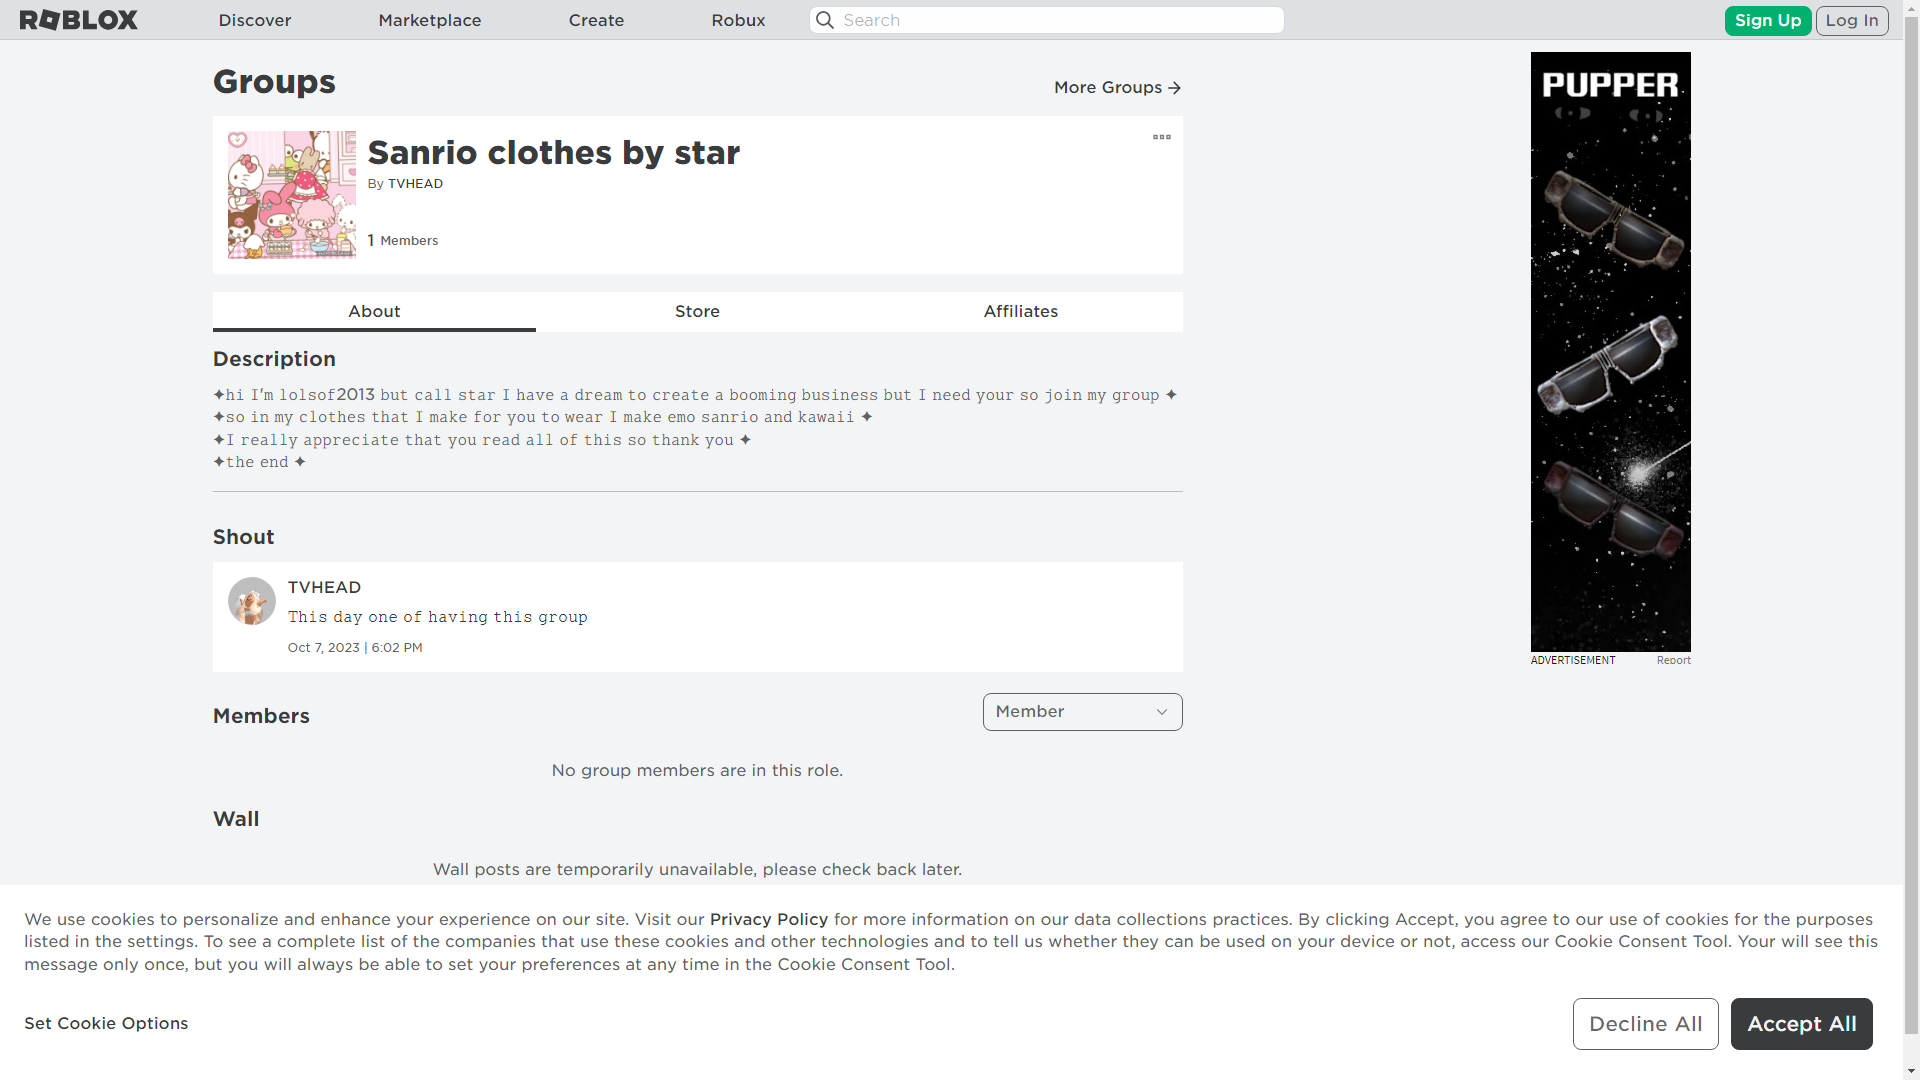 ROBLOX
Discover
Marketplace
Create
Robux
Search
Sign Up
Log In
Groups
More Groups
Sanrio clothes by star
By TVHEAD
1 Members
About
Store
Affiliates
Description
✦hi I'm lolsof2013 but call star I have a dream to create a booming business but I need your so join my group ✦
✦so in my clothes that I make for you to wear I make emo sanrio and kawaii ✦
✦I really appreciate that you read all of this so thank you ✦
✦the end ✦
Shout
TVHEAD
This day one of having this group
Oct 7, 2023 | 6:02 PM
Members
Member
No group members are in this role.
Wall
Wall posts are temporarily unavailable, please check back later.
PUPPER
ADVERTISEMENT
Report
We use cookies to personalize and enhance your experience on our site. Visit our Privacy Policy for more information on our data collections practices. By clicking Accept, you agree to our use of cookies for the purposes
listed in the settings. To see a complete list of the companies that use these cookies and other technologies and to tell us whether they can be used on your device or not, access our Cookie Consent Tool. Your will see this
message only once, but you will always be able to set your preferences at any time in the Cookie Consent Tool.
Set Cookie Options
Decline All
Accept All